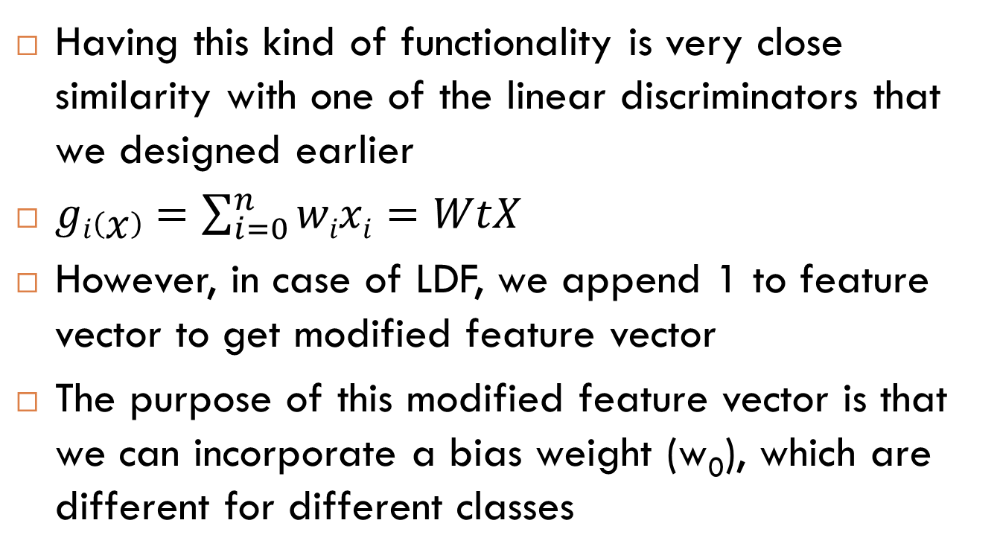 Having this kind of functionality is very close
similarity with one of the linear discriminators that
we designed earlier
g_{i(x)} = ∑_{i=0}^{n} w_i x_i = WtX
However, in case of LDF, we append 1 to feature
vector to get modified feature vector
The purpose of this modified feature vector is that
we can incorporate a bias weight (w₀), which are
different for different classes